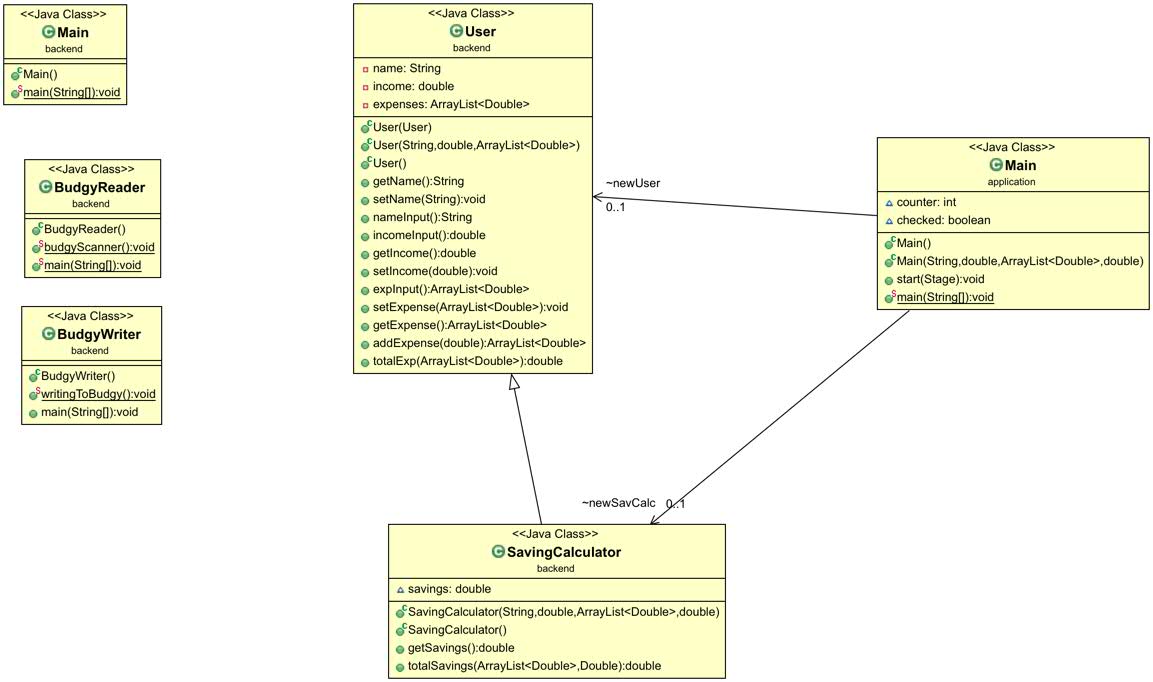 <<Java Class>>
Main
backend
Main()
main(String[]):void
<<Java Class>>
BudgyReader
backend
BudgyReader()
budgyScanner():void
main(String[]):void
<<Java Class>>
BudgyWriter
backend
BudgyWriter()
writingToBudgy():void
main(String[]):void
<<Java Class>>
User
backend
name: String
income: double
expenses: ArrayList<Double>
User(User)
User(String,double,ArrayList<Double>)
User()
getName():String
setName(String):void
nameInput():String
incomeInput():double
getIncome():double
setIncome(double):void
expInput():ArrayList<Double>
setExpense(ArrayList<Double>):void
getExpense():ArrayList<Double>
addExpense(double):ArrayList<Double>
totalExp(ArrayList<Double>):double
~newUser
0..1
<<Java Class>>
Main
application
counter: int
checked: boolean
Main()
Main(String,double,ArrayList<Double>,double)
start(Stage):void
main(String[]):void
~newSavCalc 0..1
<<Java Class>>
SavingCalculator
backend
savings: double
SavingCalculator(String,double,ArrayList<Double>,double)
SavingCalculator()
getSavings():double
totalSavings(ArrayList<Double>,Double):double